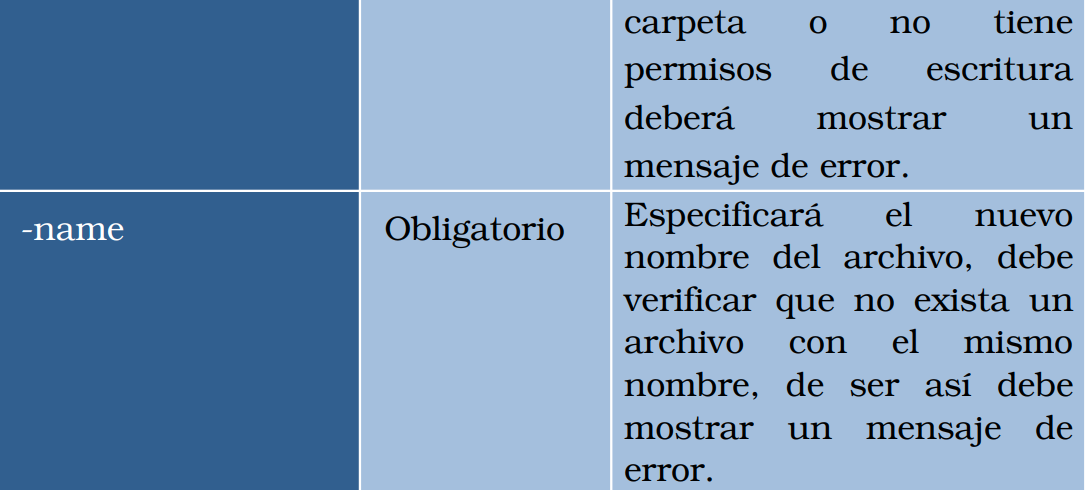 carpeta o no tiene
permisos de escritura
deberá mostrar un
mensaje de error.
-name
Obligatorio
Especificará el nuevo
nombre del archivo, debe
verificar que no exista un
archivo con el mismo
nombre, de ser así debe
mostrar un mensaje de
error.